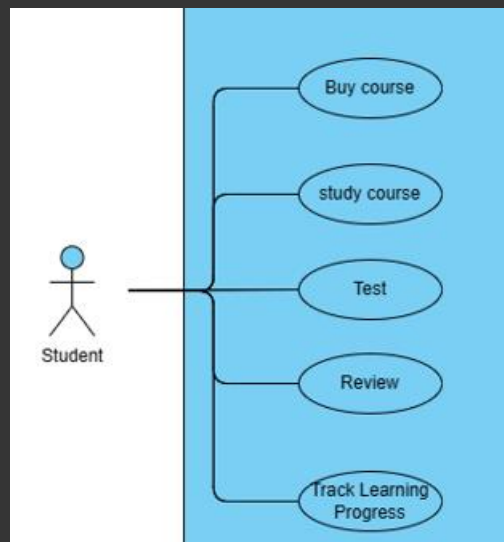 Buy course
study course
Test
Student
Review
Track Learning
Progress